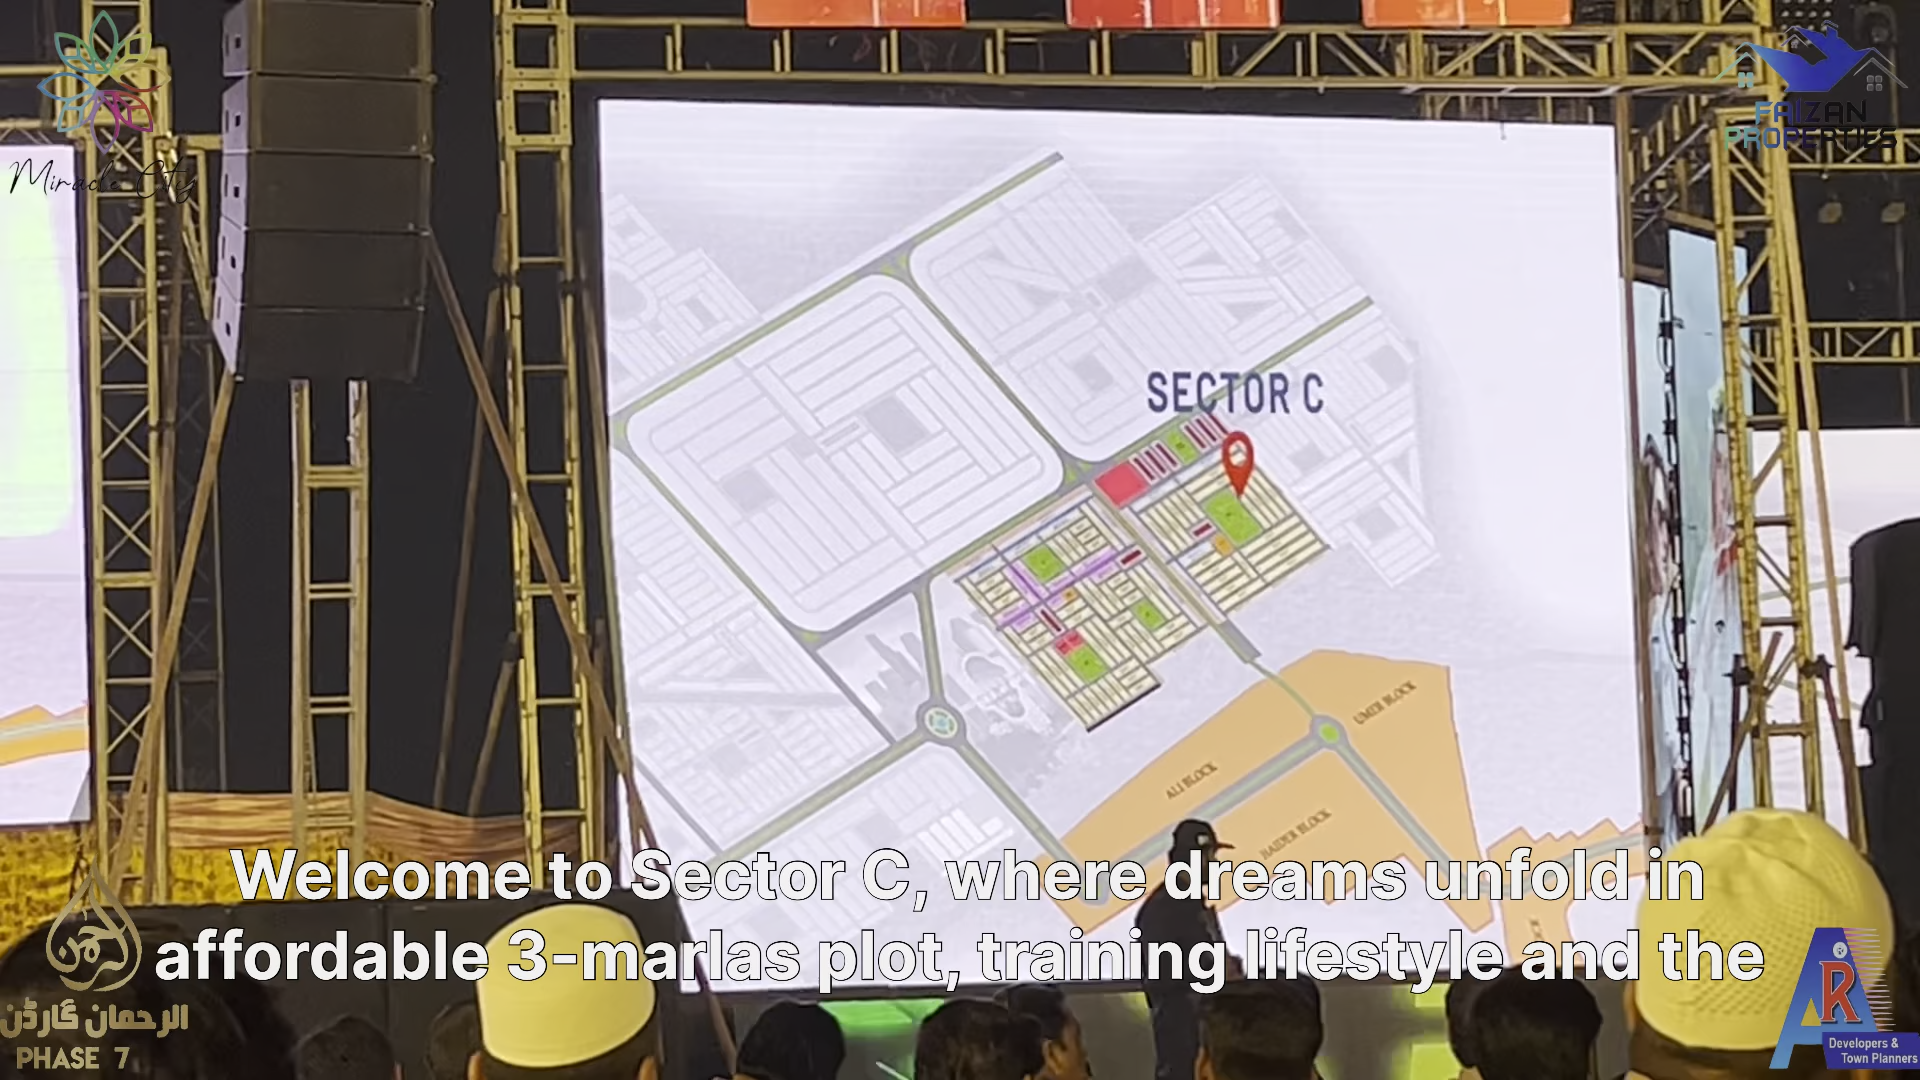 Miracle City
FAIZAN
PROPERTIES
SECTOR C
UMER BLOCK
ALI BLOCK
HAIDER BLOCK
Welcome to Sector C, where dreams unfold in
affordable 3-marlas plot, training lifestyle and the
الرحمان گارڈن
PHASE 7
AR
Developers &
Town Planners